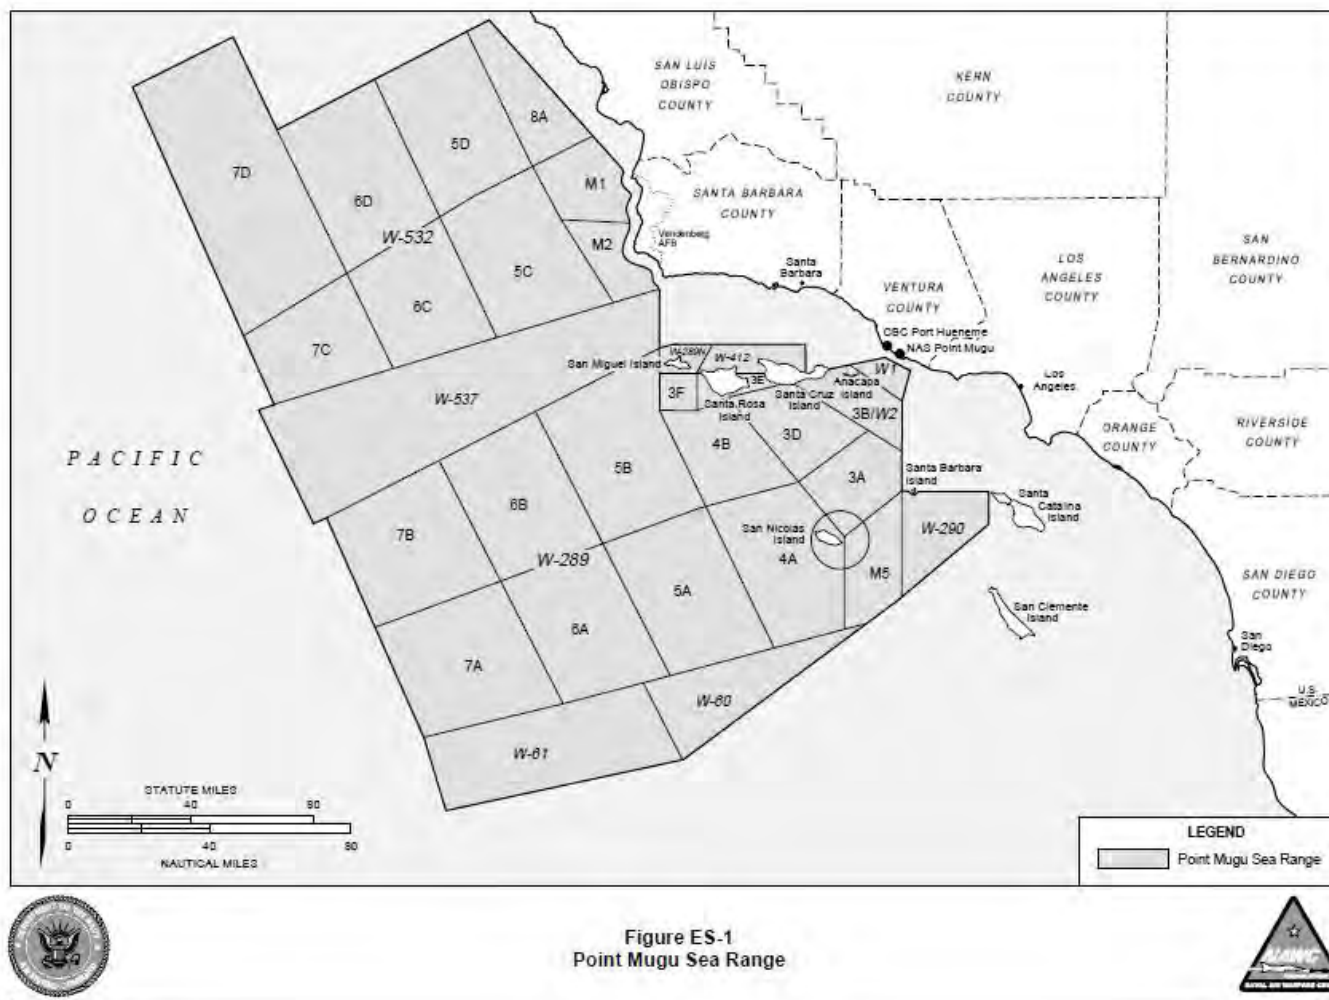 SAN LUIS
OBISPO
COUNTY
KERN
COUNTY
8A
5D
7D
6D
M1
SANTA BARBARA
COUNTY
Vandenberg
AFB
W-532
M2
5C
Santa
Barbara
LOS
ANGELES
COUNTY
SAN
BERNARDINO
COUNTY
VENTURA
COUNTY
6C
7C
CBC Port Hueneme
NAS Point Mugu
W-289N
W-412
San Miguel Island
W1
3E
3F
Anacapa
Island
Los
Angeles
Santa Cruz
Island
Santa Rosa
Island
W-537
3B/W2
ORANGE
COUNTY
RIVERSIDE
COUNTY
PACIFIC
OCEAN
4B
3D
5B
3A
Santa Barbara
Island
Santa
Catalina
Island
6B
7B
San Nicolas
Island
W-290
W-289
4A
M5
5A
SAN DIEGO
COUNTY
San Clemente
Island
6A
7A
San
Diego
U.S.
MEXICO
W-60
W-61
N
STATUTE MILES
0 40 80
0 40 80
NAUTICAL MILES
LEGEND
Point Mugu Sea Range
Figure ES-1
Point Mugu Sea Range
NAWC